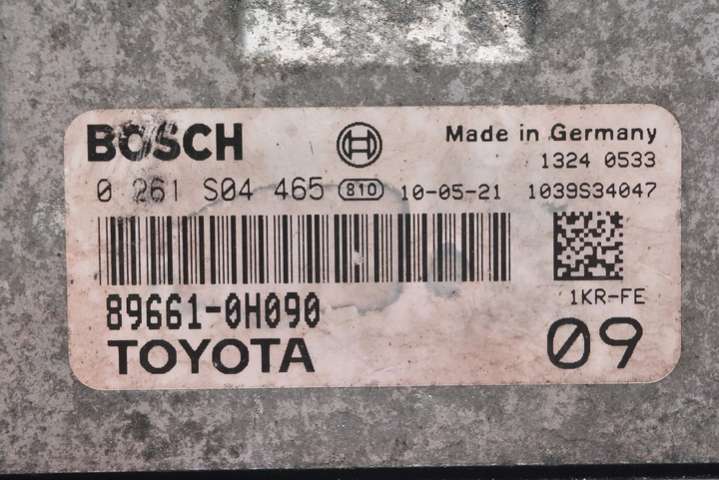 BOSCH Made in Germany
1324 0533
0 261 S04 465 810 10-05-21 1039S34047
1KR-FE
89661-0H090
TOYOTA 09